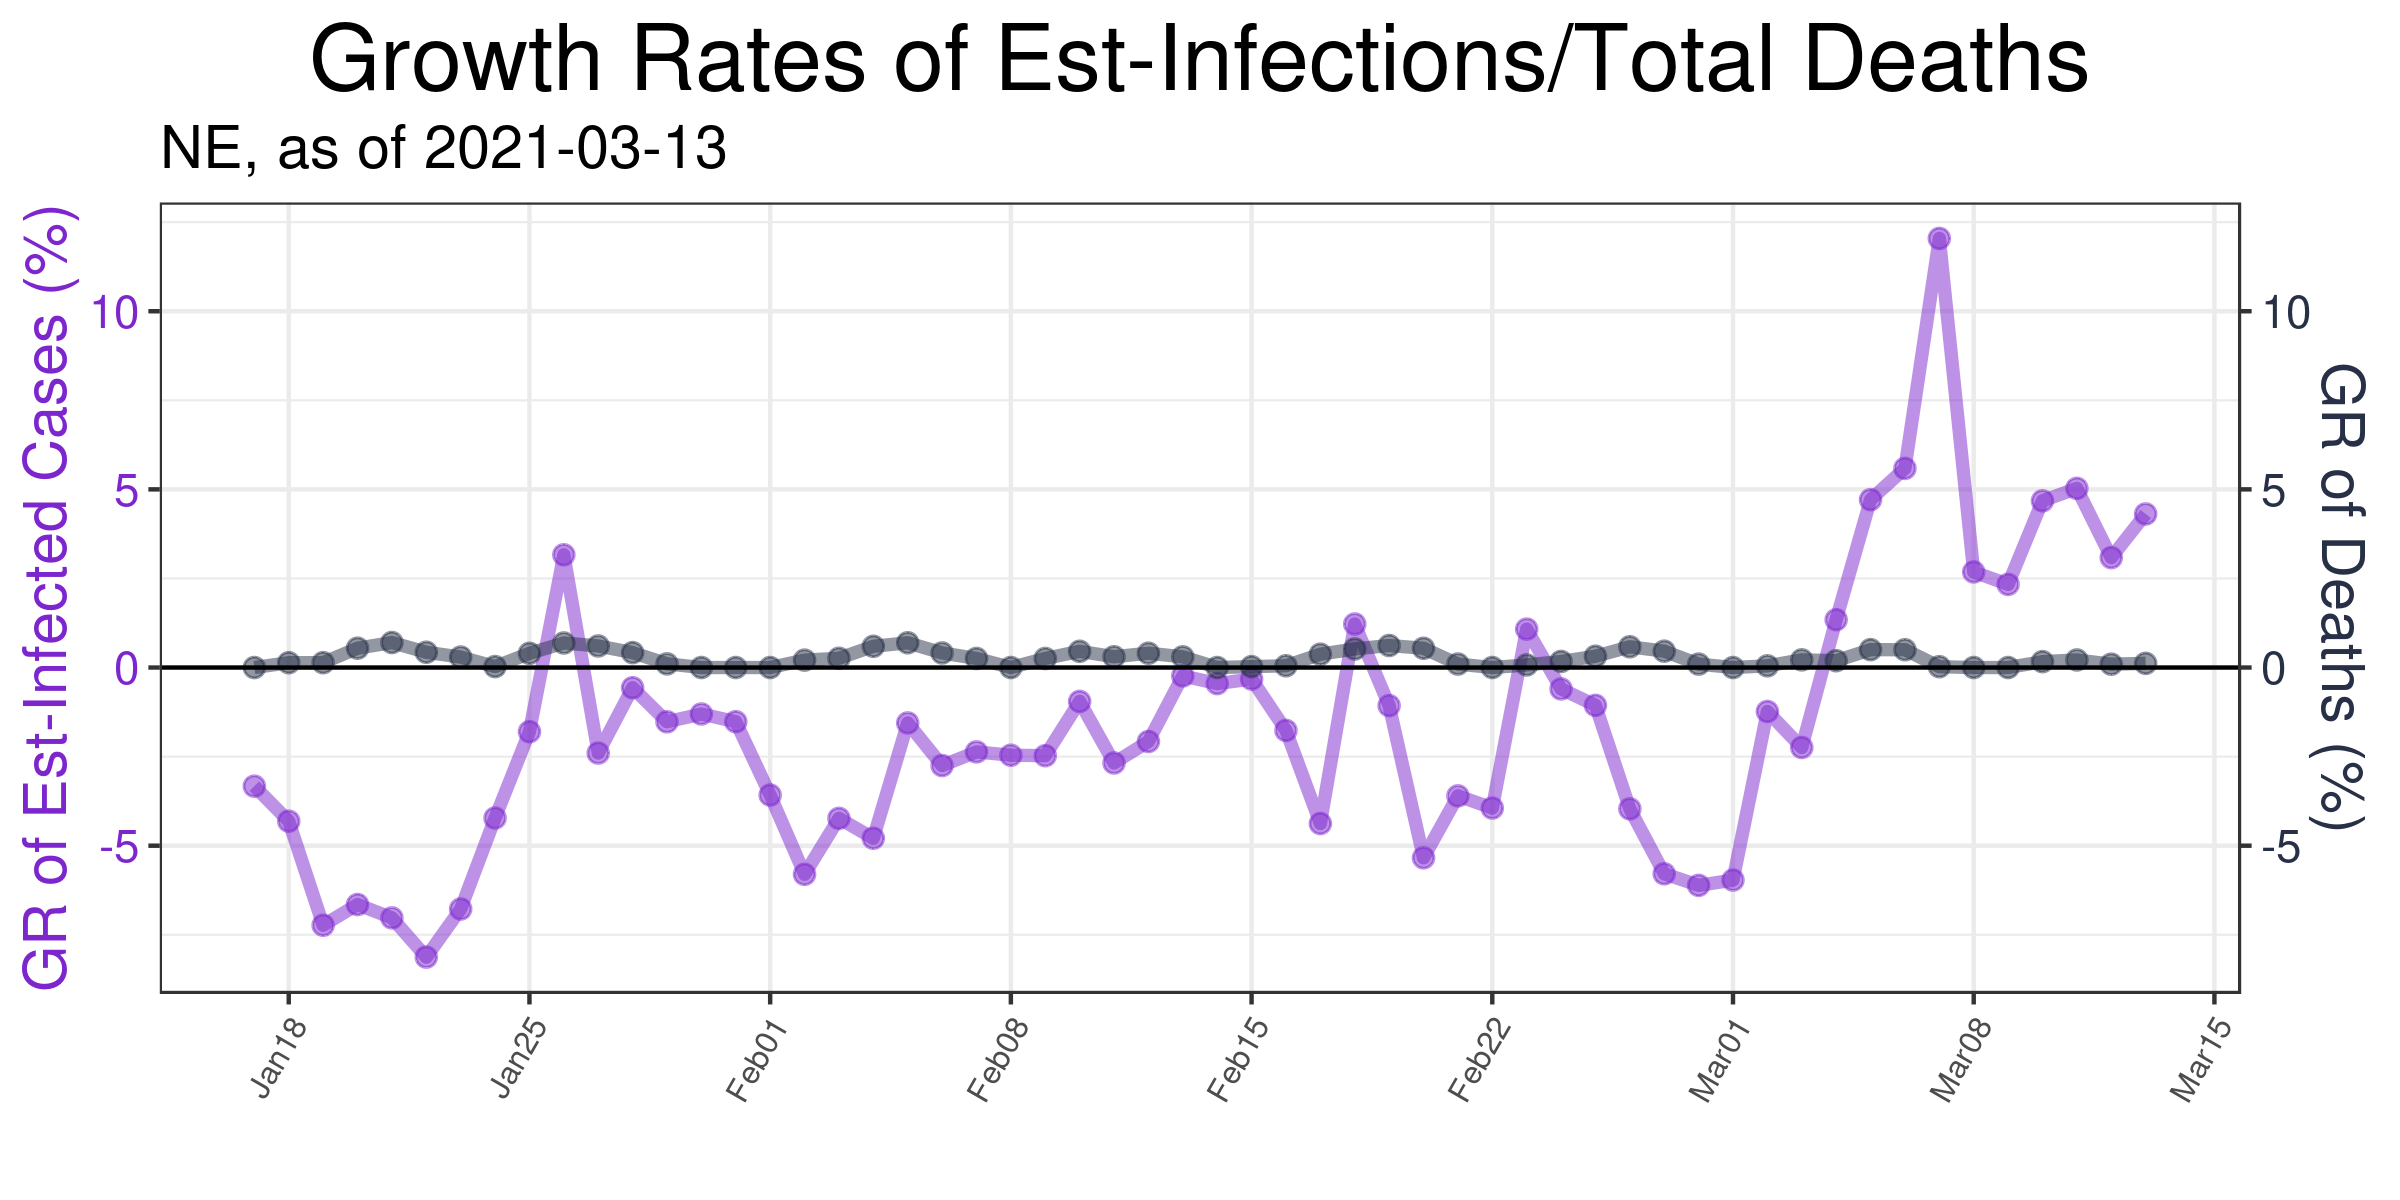 Growth Rates of Est-Infections/Total Deaths
NE, as of 2021-03-13
GR of Est-Infected Cases (%)
10
5
0
-5
10
5
0
-5
GR of Deaths (%)
Jan18
Jan25
Feb01
Feb08
Feb15
Feb22
Mar01
Mar08
Mar15